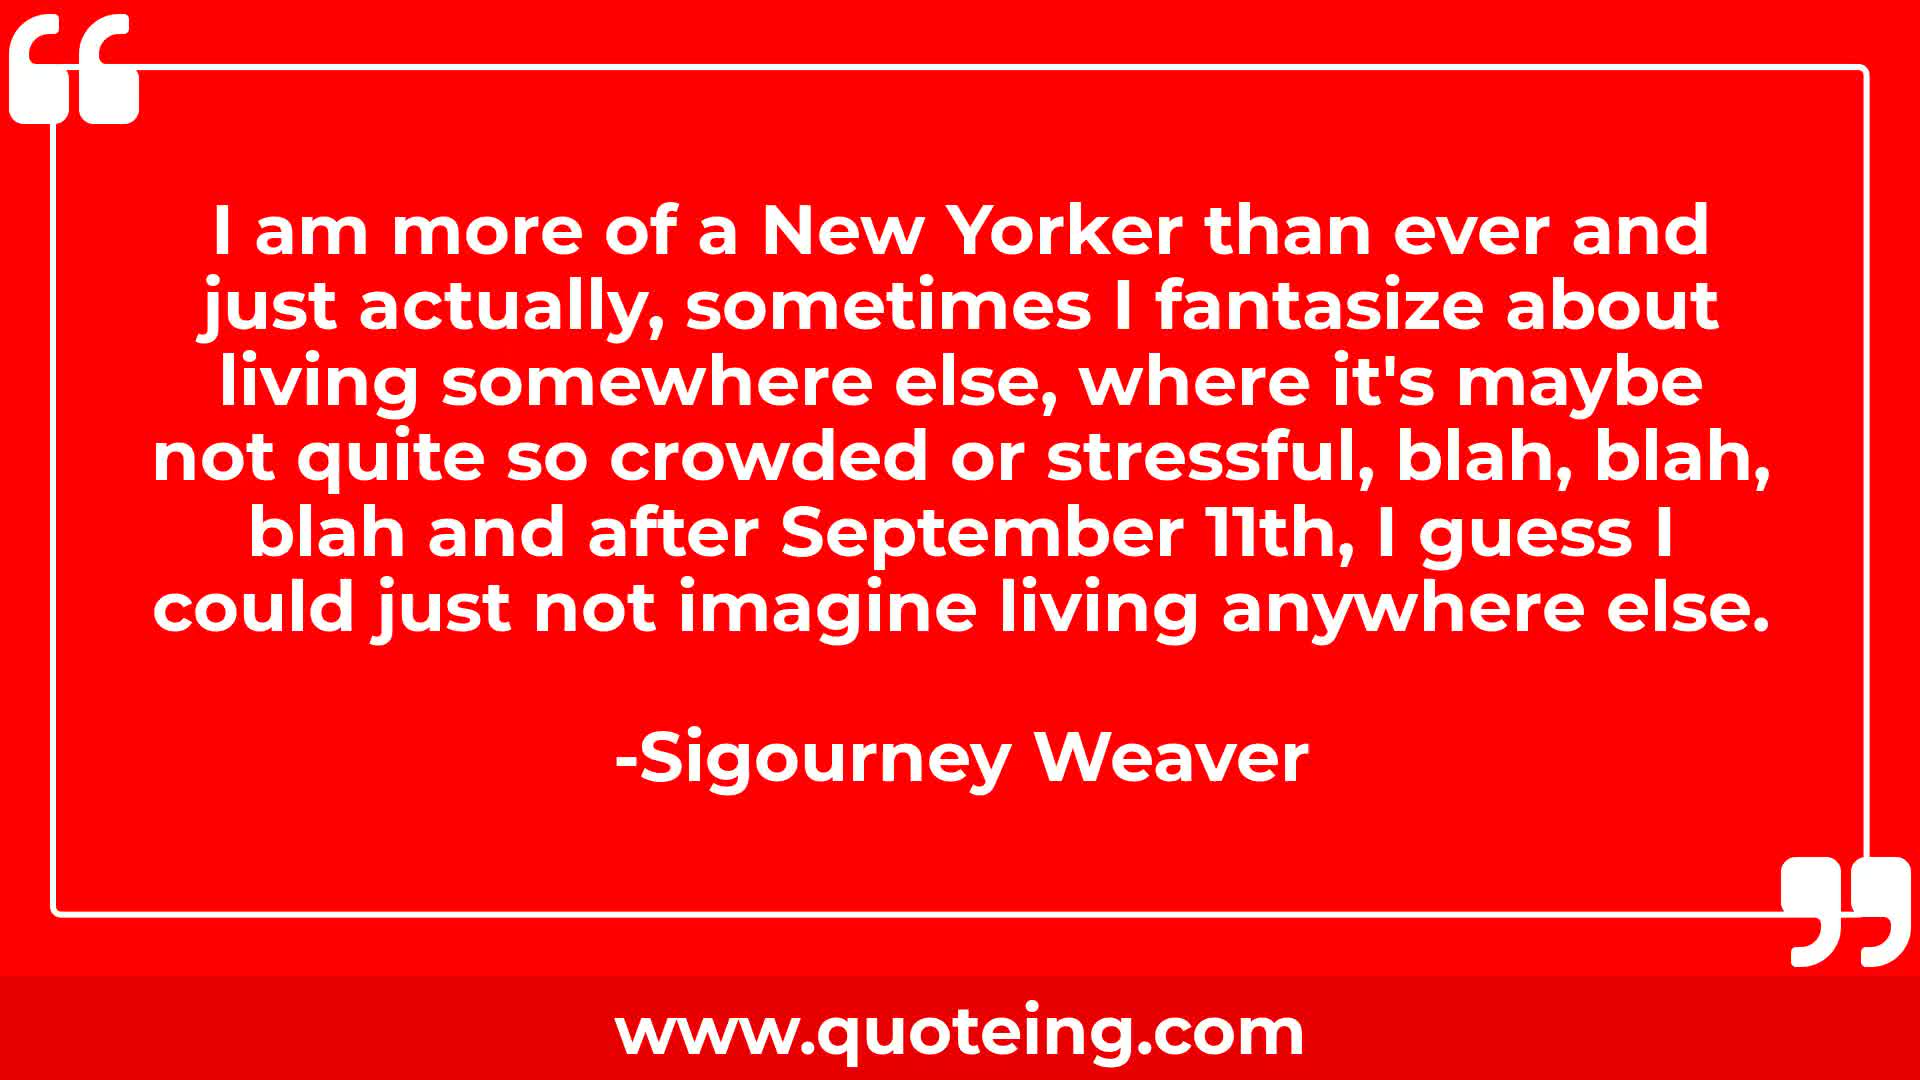 I am more of a New Yorker than ever and
just actually, sometimes I fantasize about
living somewhere else, where it's maybe
not quite so crowded or stressful, blah, blah,
blah and after September 11th, I guess I
could just not imagine living anywhere else.
-Sigourney Weaver
www.quoteing.com